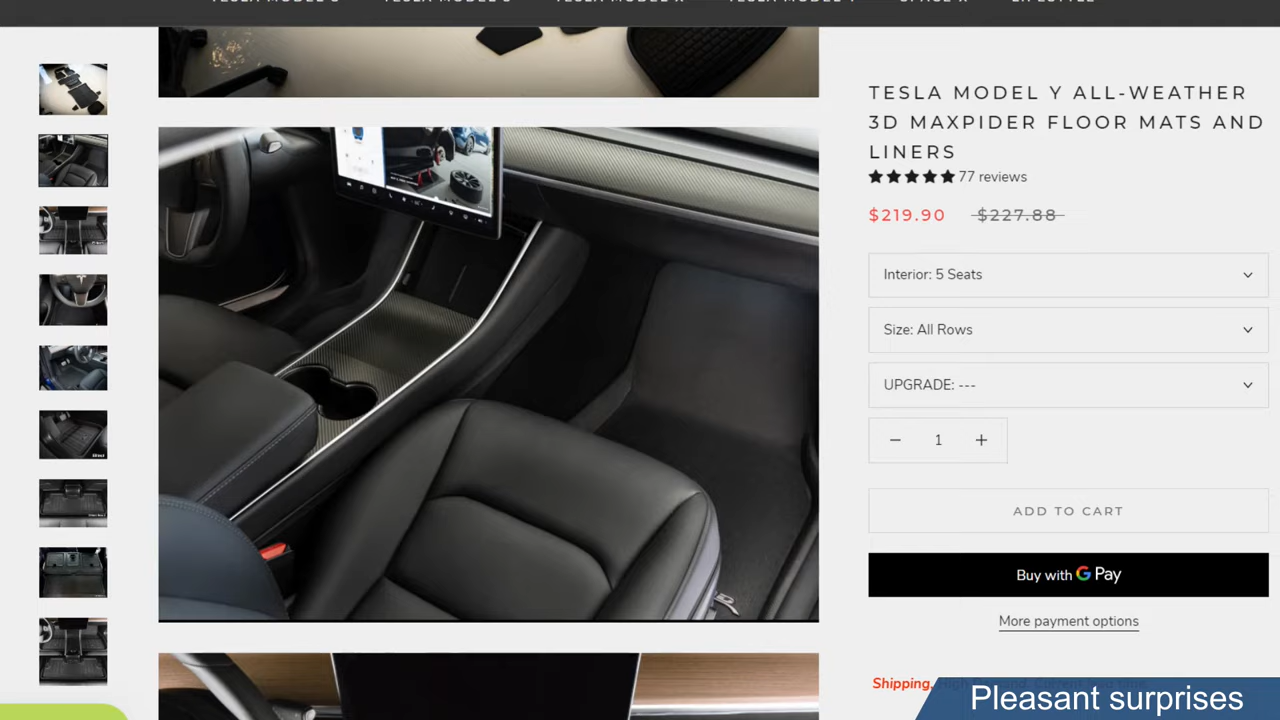 TESLA MODEL Y ALL-WEATHER
3D MAXPIDER FLOOR MATS AND
LINERS
77 reviews
$219.90 $227.88
Interior: 5 Seats
Size: All Rows
UPGRADE: ---
1
ADD TO CART
Buy with G Pay
More payment options
Shipping,
Pleasant surprises